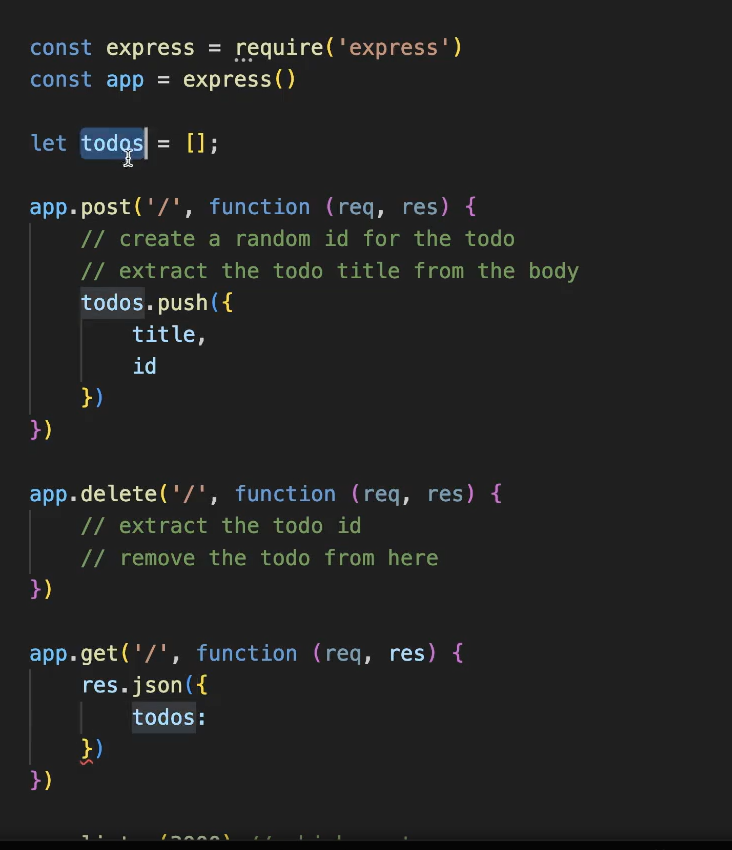 const express = require('express')
const app = express()
let todos = [];
app.post('/', function (req, res) {
// create a random id for the todo
// extract the todo title from the body
todos.push({
title,
id
})
})
app.delete('/', function (req, res) {
// extract the todo id
// remove the todo from here
})
app.get('/', function (req, res) {
res.json({
todos:
})
})